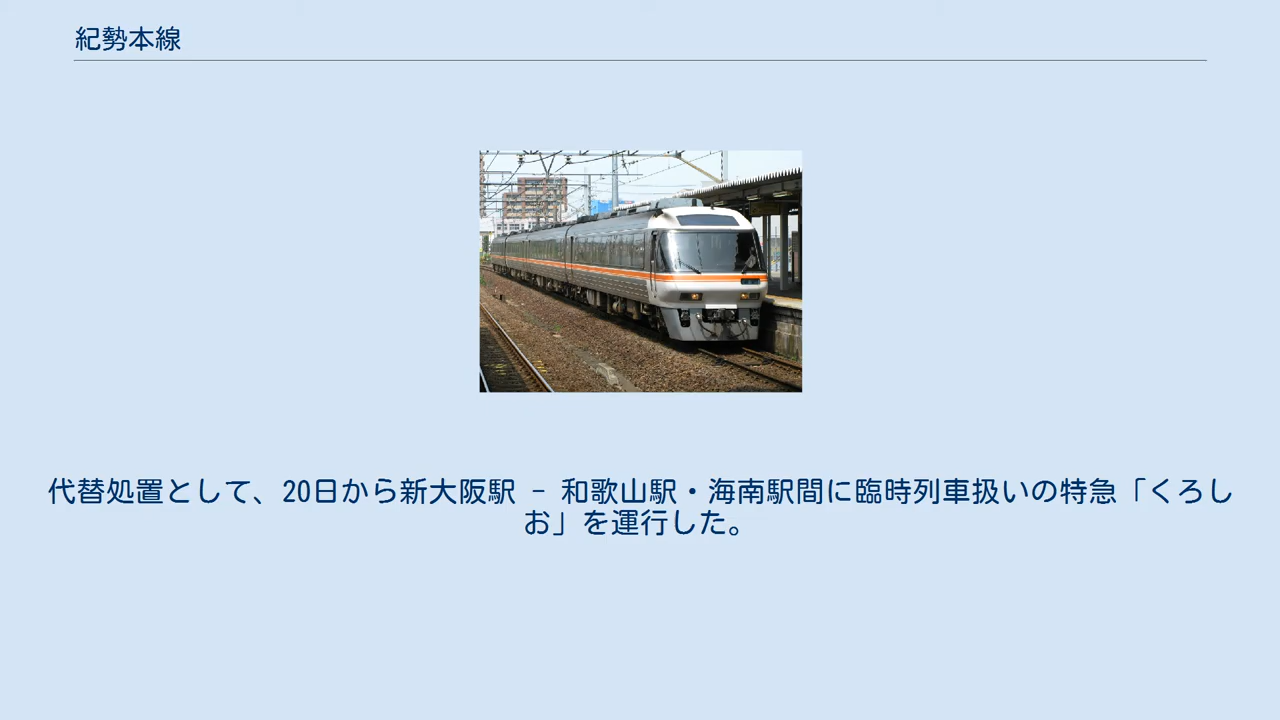 紀勢本線
代替処置として、20日から新大阪駅 - 和歌山駅・海南駅間に臨時列車扱いの特急「くろし
お」を運行した。